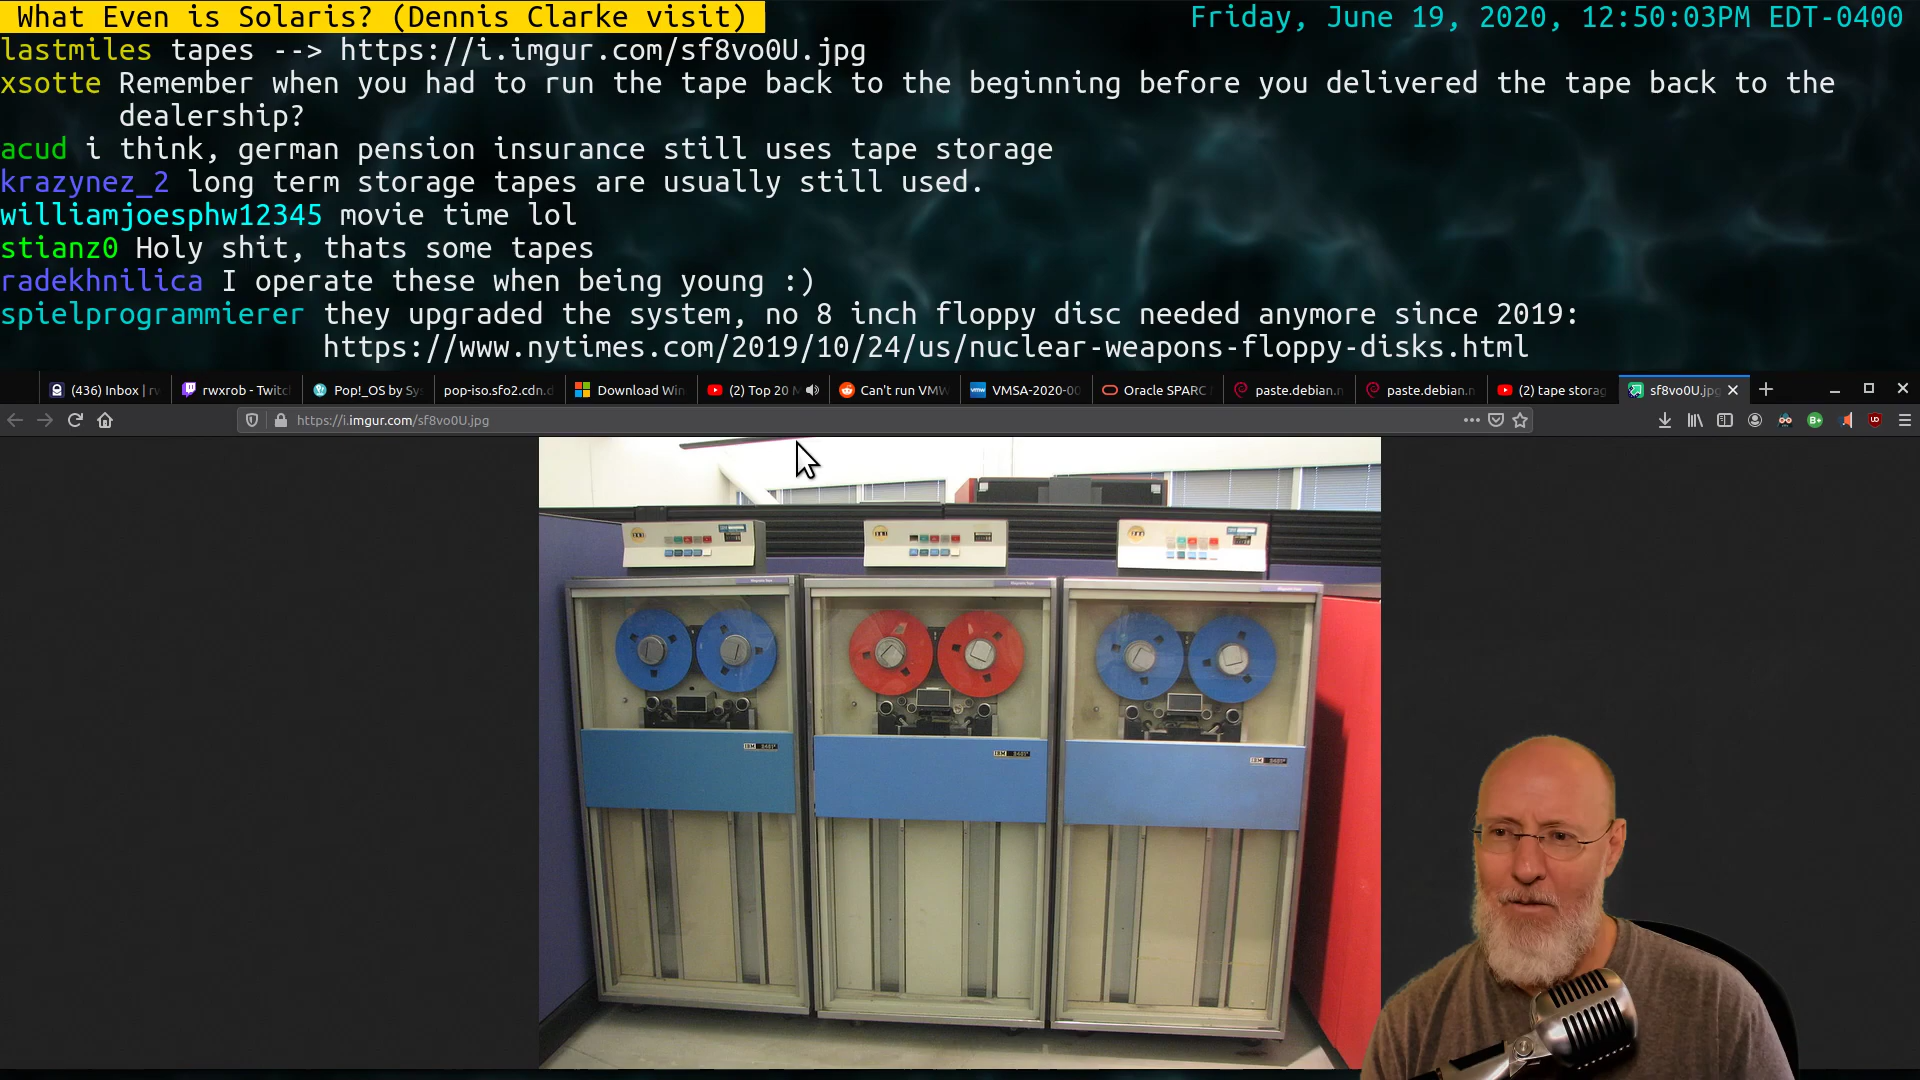 What Even is Solaris? (Dennis Clarke visit)
Friday, June 19, 2020, 12:50:03PM EDT-0400
lastmiles tapes --> https://i.imgur.com/sf8vo0U.jpg
xsotte Remember when you had to run the tape back to the beginning before you delivered the tape back to the
dealership?
acud i think, german pension insurance still uses tape storage
krazynez_2 long term storage tapes are usually still used.
williamjoesphw12345 movie time lol
stianz0 Holy shit, thats some tapes
radekhnilica I operate these when being young :)
spielprogrammierer they upgraded the system, no 8 inch floppy disc needed anymore since 2019:
https://www.nytimes.com/2019/10/24/us/nuclear-weapons-floppy-disks.html
(436) Inbox | rw
rwxrob - Twitc
Pop!_OS by Sy
pop-iso.sfo2.cdn.d
Download Win
(2) Top 20 M
Can't run VMW
VMSA-2020-00
Oracle SPARC
paste.debian.n
paste.debian.n
(2) tape storag
sf8vo0U.jpg
https://i.imgur.com/sf8vo0U.jpg
IBM
IBM
IBM